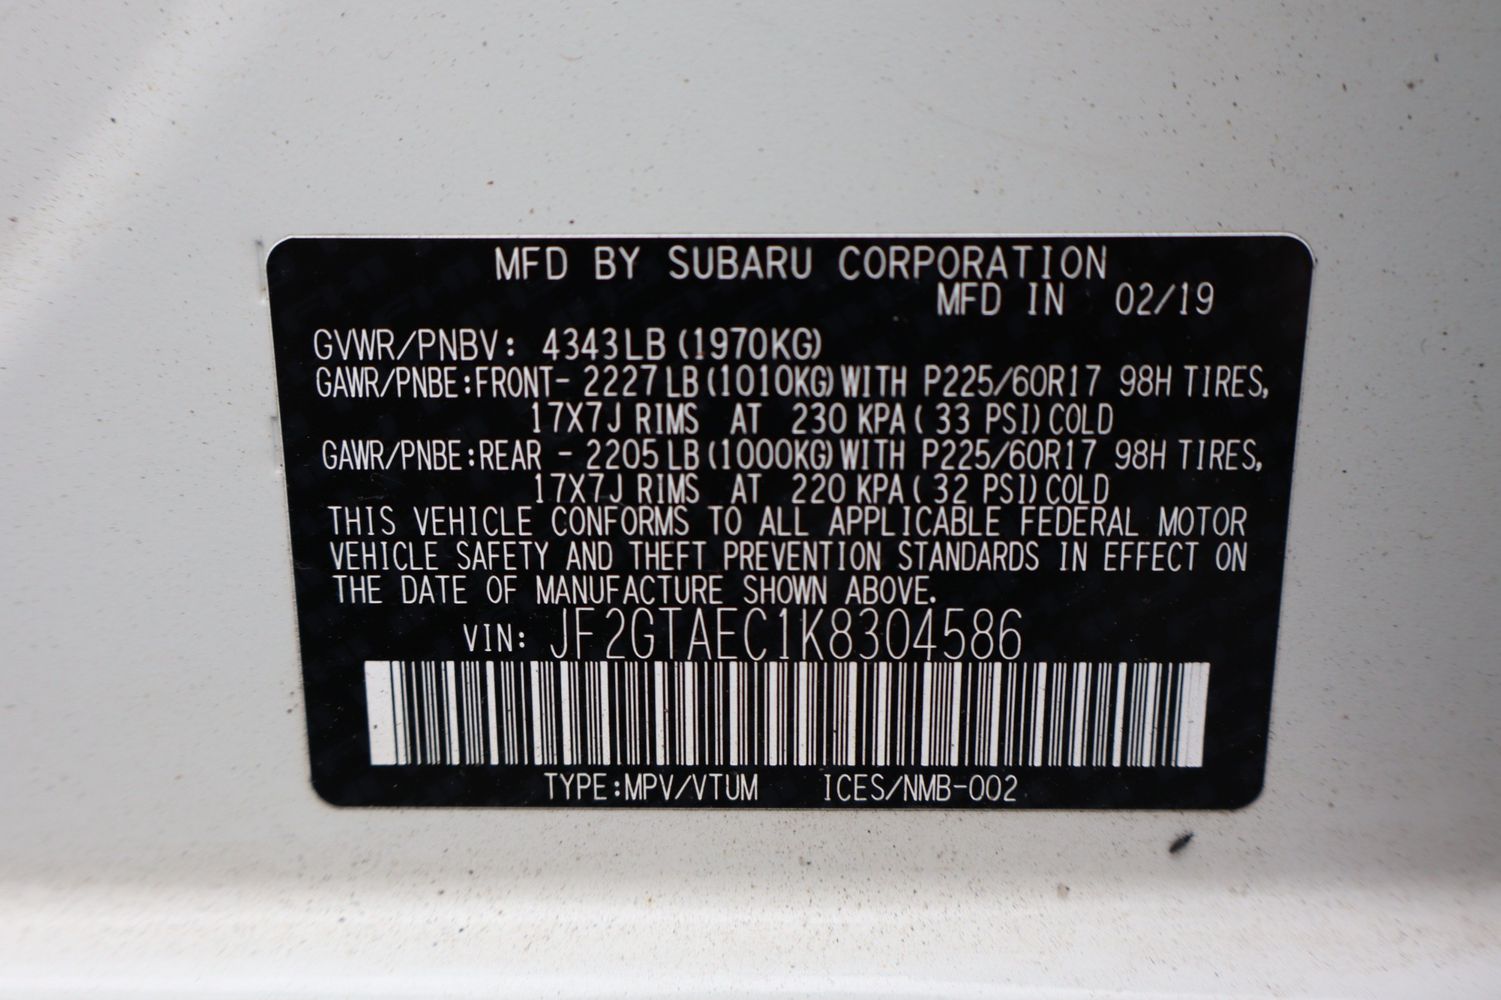 MFD BY SUBARU CORPORATION
MFD IN 02/19
GVWR/PNBV: 4343LB (1970KG)
GAWR/PNBE:FRONT- 2227 LB (1010KG) WITH P225/60R17 98H TIRES,
17X7J RIMS AT 230 KPA ( 33 PSI) COLD
GAWR/PNBE:REAR - 2205 LB (1000KG) WITH P225/60R17 98H TIRES,
17X7J RIMS AT 220 KPA ( 32 PSI) COLD
THIS VEHICLE CONFORMS TO ALL APPLICABLE FEDERAL MOTOR
VEHICLE SAFETY AND THEFT PREVENTION STANDARDS IN EFFECT ON
THE DATE OF MANUFACTURE SHOWN ABOVE.
VIN: JF2GTAEC1K8304586
TYPE:MPV/VTUM ICES/NMB-002